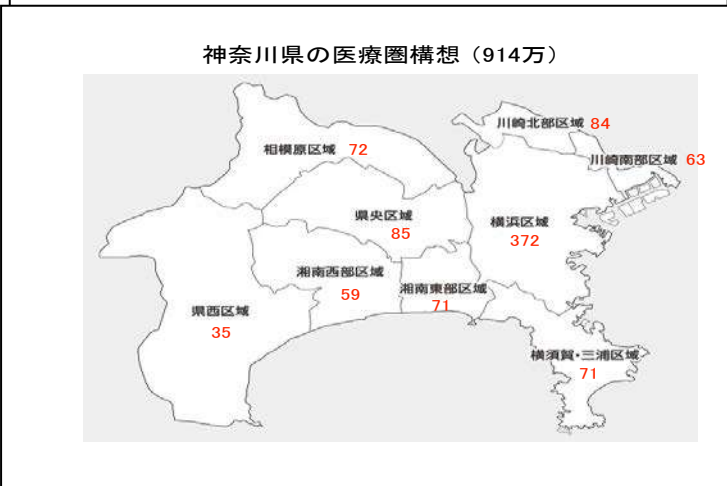 神奈川県の医療圏構想（914万）
川崎北部区域 84
相模原区域 72
川崎南部区域 63
県央区域
85
横浜区域
372
湘南西部区域
59
湘南東部区域
71
県西区域
35
横須賀・三浦区域
71